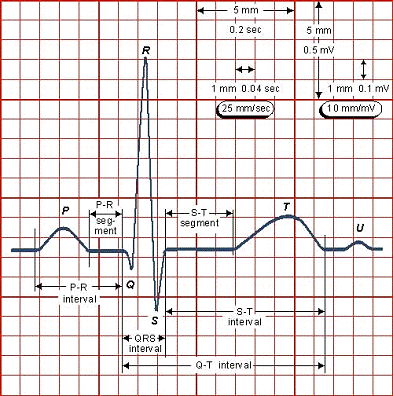 5 mm
0.2 sec
5 mm
0.5 mV
1 mm 0.04 sec
25 mm/sec
1 mm 0.1 mV
10 mm/mV
R
P
P-R
seg-
ment
S-T
segment
T
U
Q
P-R
interval
S
S-T
interval
QRS
interval
Q-T interval